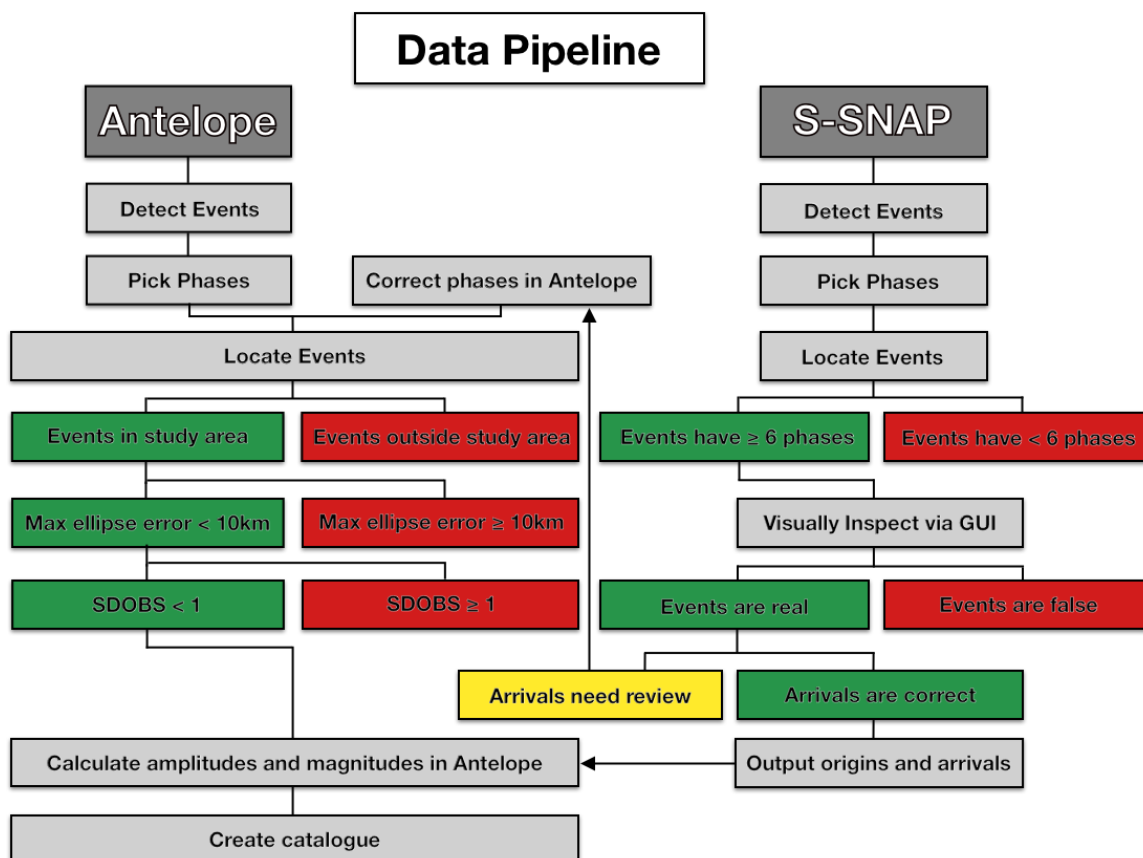 Data Pipeline
Antelope
S-SNAP
Detect Events
Detect Events
Pick Phases
Correct phases in Antelope
Pick Phases
Locate Events
Locate Events
Events in study area
Events outside study area
Events have ≥ 6 phases
Events have < 6 phases
Max ellipse error < 10km
Max ellipse error ≥ 10km
Visually Inspect via GUI
SDOBS < 1
SDOBS ≥ 1
Events are real
Events are false
Arrivals need review
Arrivals are correct
Calculate amplitudes and magnitudes in Antelope
Output origins and arrivals
Create catalogue